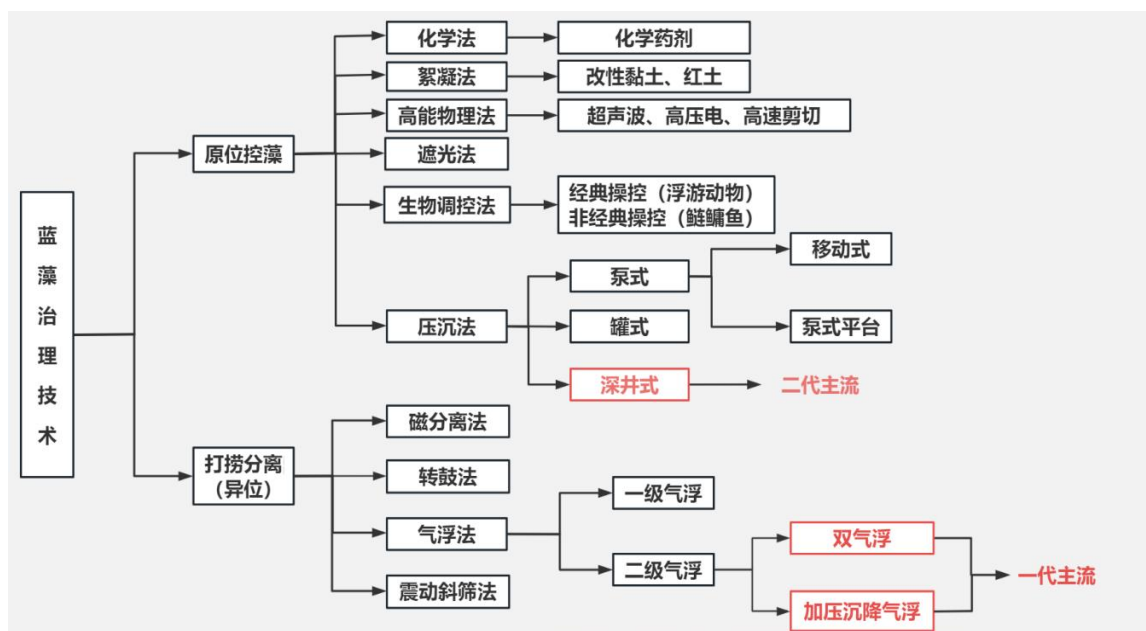 蓝藻治理技术
原位控藻
化学法
化学药剂
絮凝法
改性黏土、红土
高能物理法
超声波、高压电、高速剪切
遮光法
生物调控法
经典操控（浮游动物）
非经典操控（鲢鳙鱼）
压沉法
泵式
移动式
泵式平台
罐式
深井式
二代主流
打捞分离
（异位）
磁分离法
转鼓法
气浮法
一级气浮
二级气浮
双气浮
加压沉降气浮
一代主流
震动斜筛法